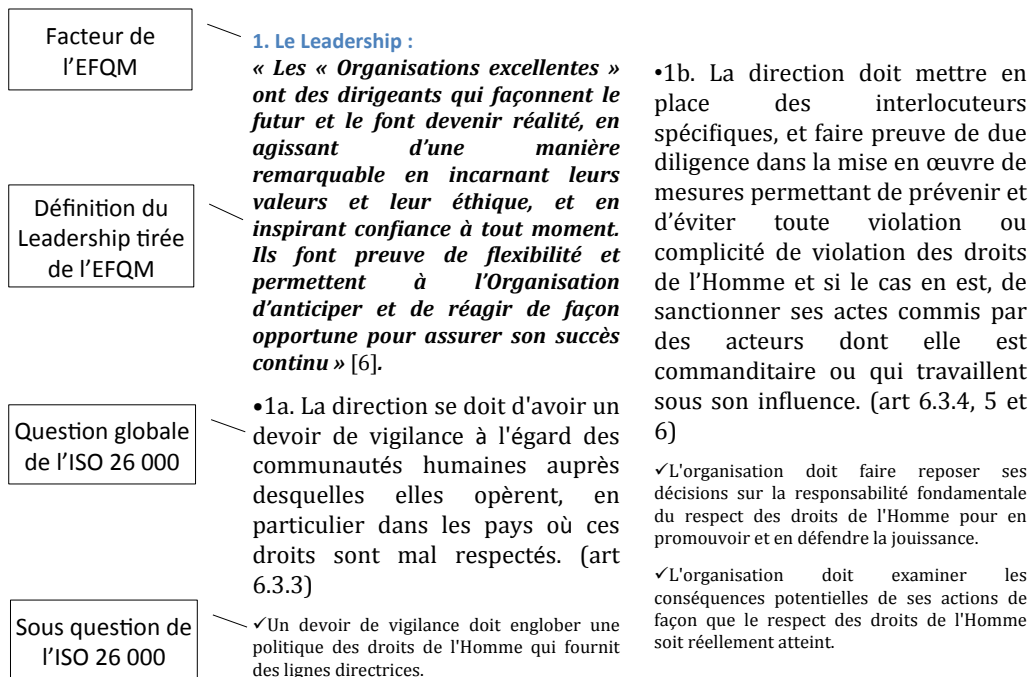 Facteur de
l'EFQM
Définition du
Leadership tirée
de l'EFQM
Question globale
de l'ISO 26 000
Sous question de
l'ISO 26 000
1. Le Leadership :
« Les « Organisations excellentes »
ont des dirigeants qui façonnent le
futur et le font devenir réalité, en
agissant d'une manière
remarquable en incarnant leurs
valeurs et leur éthique, et en
inspirant confiance à tout moment.
Ils font preuve de flexibilité et
permettent à l'Organisation
d'anticiper et de réagir de façon
opportune pour assurer son succès
continu » [6].
•1a. La direction se doit d'avoir un
devoir de vigilance à l'égard des
communautés humaines auprès
desquelles elles opèrent, en
particulier dans les pays où ces
droits sont mal respectés. (art
6.3.3)
✓Un devoir de vigilance doit englober une
politique des droits de l'Homme qui fournit
des lignes directrices.
•1b. La direction doit mettre en
place des interlocuteurs
spécifiques, et faire preuve de due
diligence dans la mise en œuvre de
mesures permettant de prévenir et
d'éviter toute violation ou
complicité de violation des droits
de l'Homme et si le cas en est, de
sanctionner ses actes commis par
des acteurs dont elle est
commanditaire ou qui travaillent
sous son influence. (art 6.3.4, 5 et
6)
✓L'organisation doit faire reposer ses
décisions sur la responsabilité fondamentale
du respect des droits de l'Homme pour en
promouvoir et en défendre la jouissance.
✓L'organisation doit examiner les
conséquences potentielles de ses actions de
façon que le respect des droits de l'Homme
soit réellement atteint.